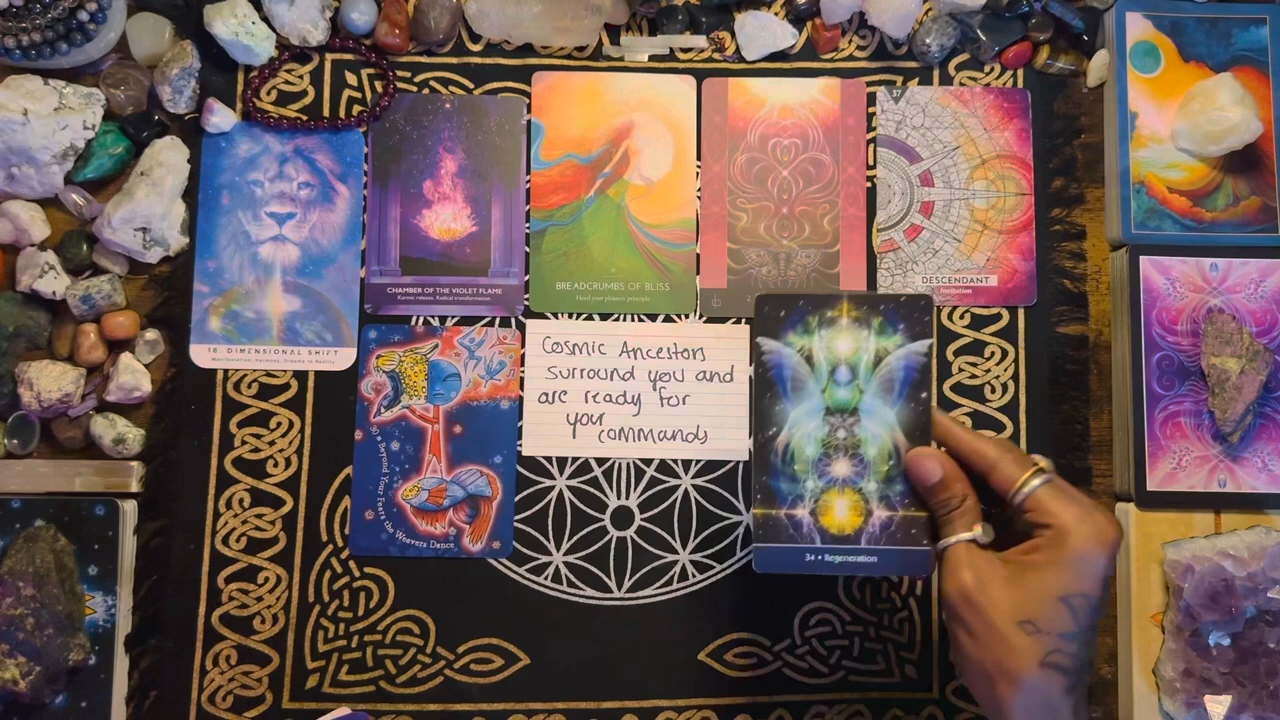 18: DIMENSIONAL SHIFT
Manifestation, Harmony, Dreams to Reality
CHAMBER OF THE VIOLET FLAME
Karmic release. Radical transformation.
BREADCRUMBS OF BLISS
Heed your pleasure principle
2
37
DESCENDANT
Invitation
30 Beyond Your Fears the Weavers Dance
Cosmic Ancestors
surround you and
are ready for
your
commands
34 • Regeneration